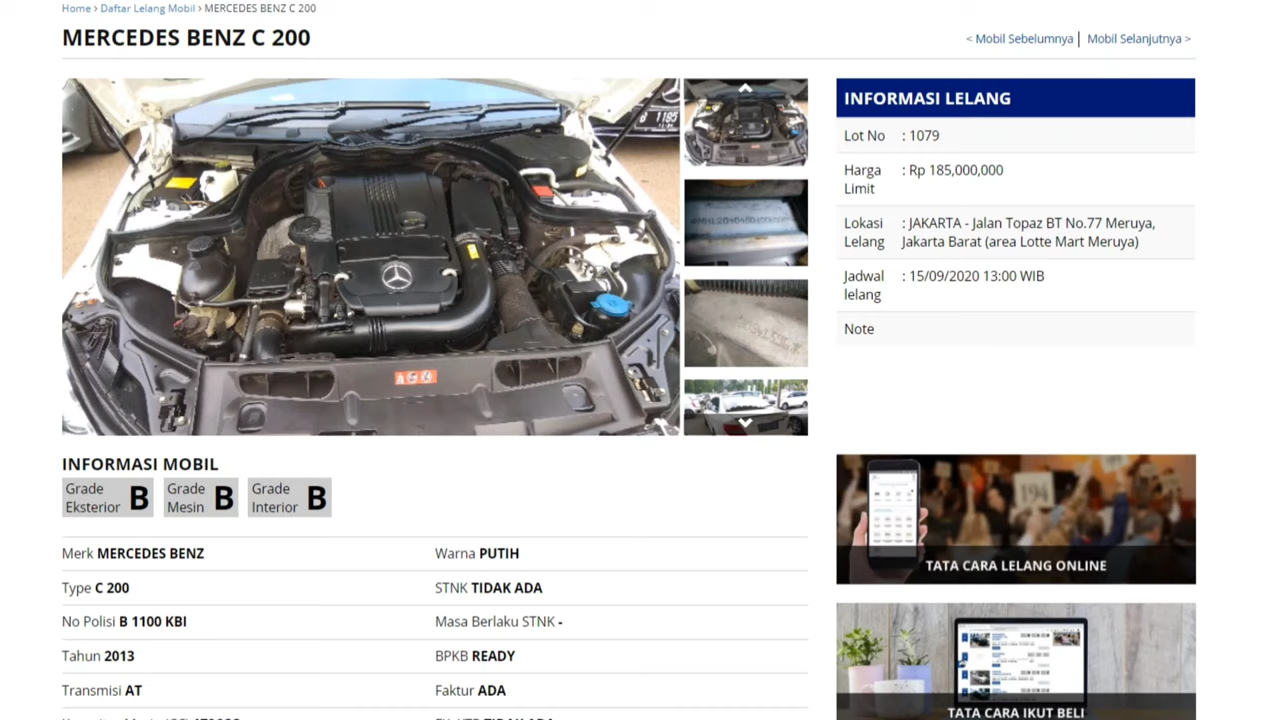 Home > Daftar Lelang Mobil > MERCEDES BENZ C 200
MERCEDES BENZ C 200
< Mobil Sebelumnya | Mobil Selanjutnya >
INFORMASI LELANG
Lot No : 1079
Harga Limit : Rp 185,000,000
Lokasi Lelang : JAKARTA - Jalan Topaz BT No.77 Meruya,
Jakarta Barat (area Lotte Mart Meruya)
Jadwal lelang : 15/09/2020 13:00 WIB
Note
INFORMASI MOBIL
Grade Eksterior B
Grade Mesin B
Grade Interior B
Merk MERCEDES BENZ
Warna PUTIH
Type C 200
STNK TIDAK ADA
No Polisi B 1100 KBI
Masa Berlaku STNK -
Tahun 2013
BPKB READY
Transmisi AT
Faktur ADA
194
TATA CARA LELANG ONLINE
TATA CARA IKUT BELI